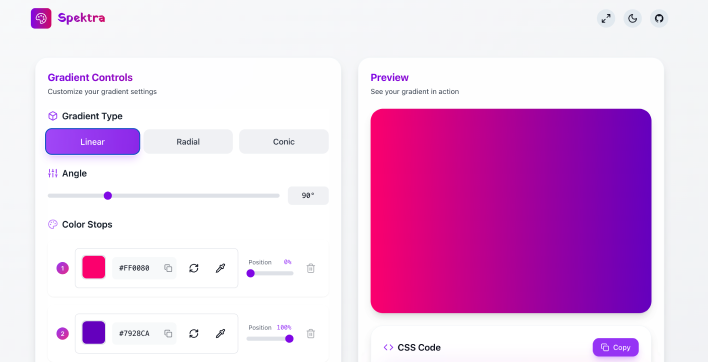 Spektra
Gradient Controls
Customize your gradient settings
Gradient Type
Linear
Radial
Conic
Angle
90°
Color Stops
1
#FF0080
Position 0%
2
#7928CA
Position 100%
Preview
See your gradient in action
CSS Code
Copy